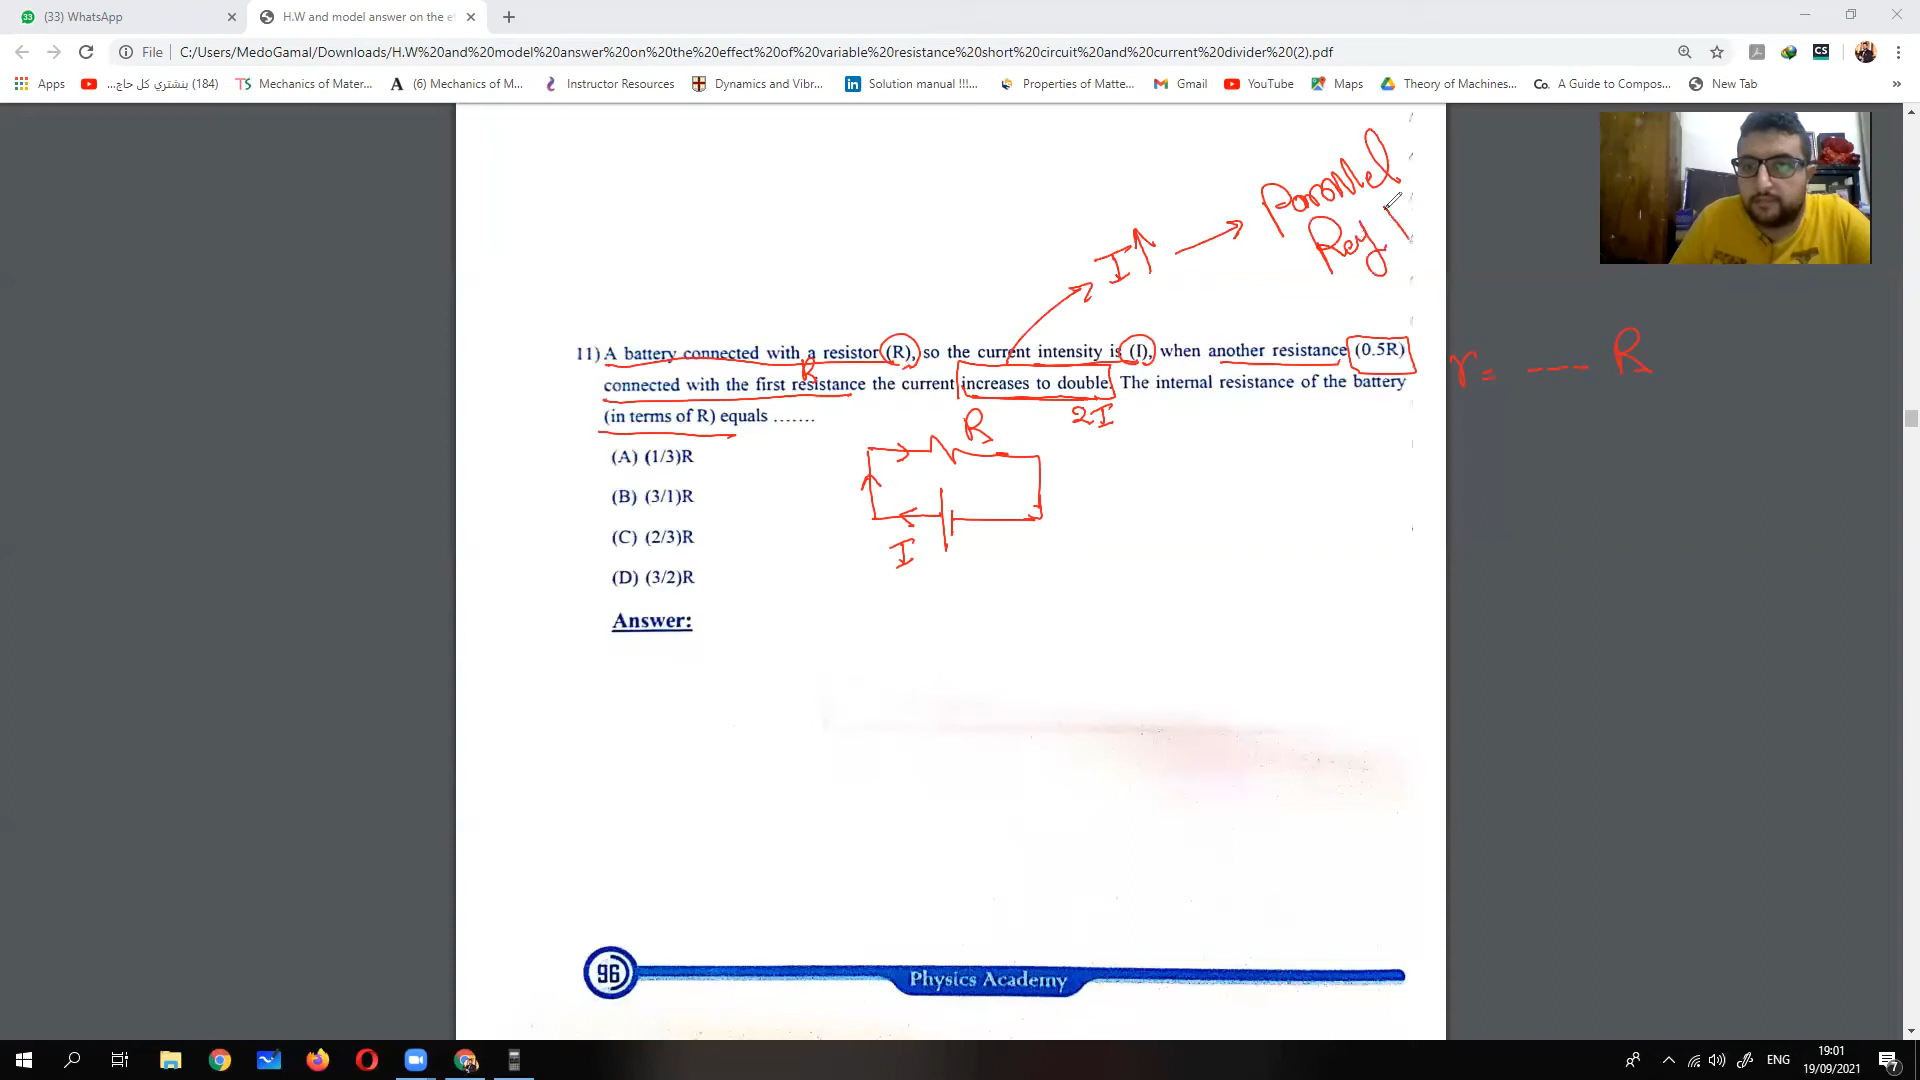 (33) WhatsApp
H.W and model answer on the ef
File
C:/Users/MedoGamal/Downloads/H.W%20and%20model%20answer%20on%20the%20effect%20of%20variable%20resistance%20short%20circuit%20and%20current%20divider%20(2).pdf
Apps
(184) بنشتري كل حاج...
Mechanics of Mater...
(6) Mechanics of M...
Instructor Resources
Dynamics and Vibr...
Solution manual !!!...
Properties of Matte...
Gmail
YouTube
Maps
Theory of Machines...
A Guide to Compos...
New Tab
Parallel
Req
I↑
11) A battery connected with a resistor (R), so the current intensity is (I), when another resistance (0.5R)
R
connected with the first resistance the current increases to double. The internal resistance of the battery
r = ---- R
(in terms of R) equals .......
2I
R
(A) (1/3)R
(B) (3/1)R
(C) (2/3)R
I
(D) (3/2)R
Answer:
96
Physics Academy
ENG
19:01
19/09/2021